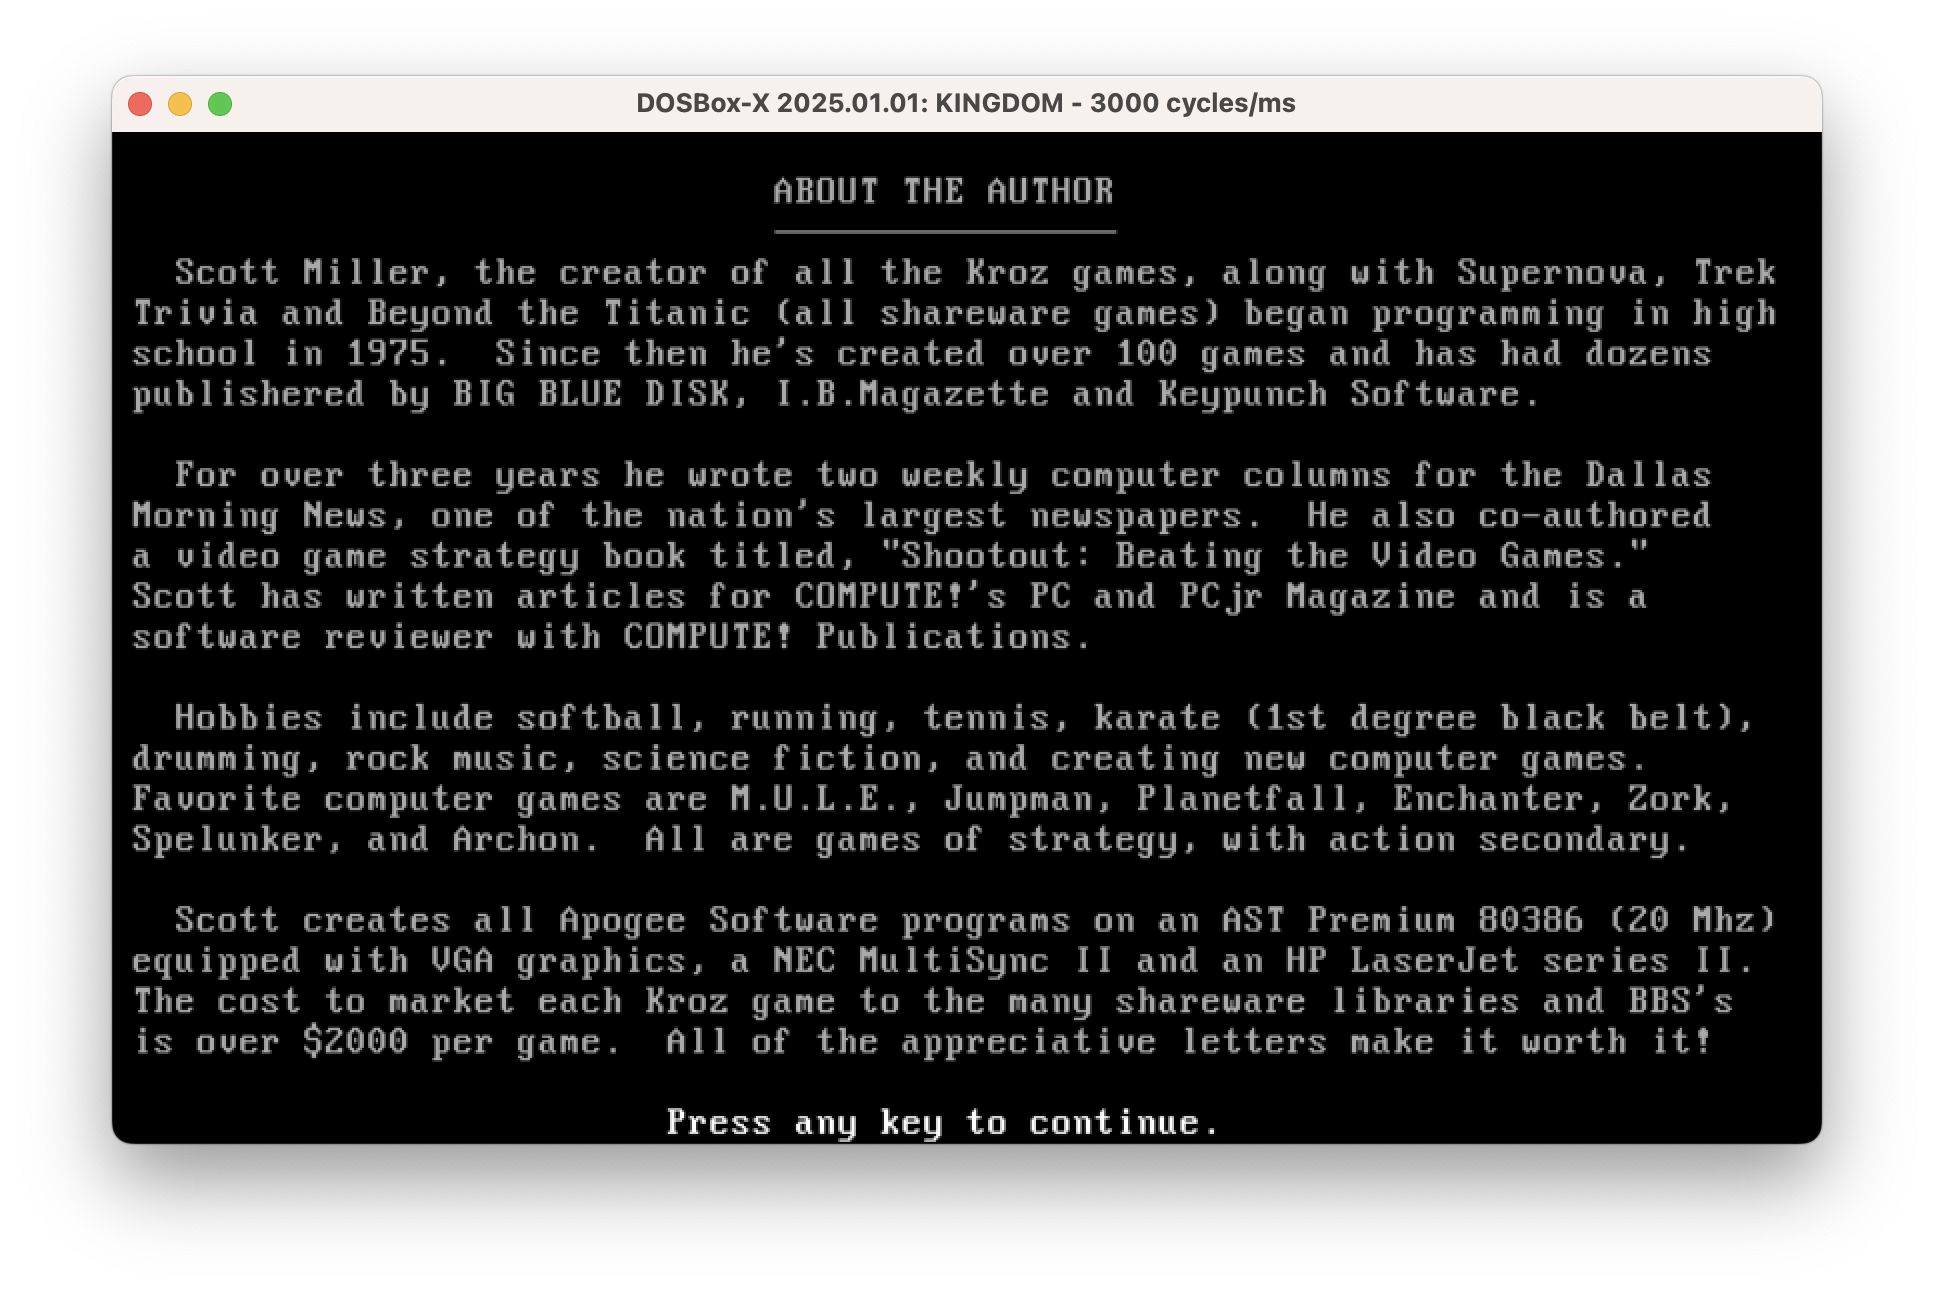 DOSBox-X 2025.01.01: KINGDOM - 3000 cycles/ms
ABOUT THE AUTHOR
Scott Miller, the creator of all the Kroz games, along with Supernova, Trek
Trivia and Beyond the Titanic (all shareware games) began programming in high
school in 1975.  Since then he's created over 100 games and has had dozens
publishered by BIG BLUE DISK, I.B.Magazette and Keypunch Software.
For over three years he wrote two weekly computer columns for the Dallas
Morning News, one of the nation's largest newspapers.  He also co-authored
a video game strategy book titled, "Shootout: Beating the Video Games."
Scott has written articles for COMPUTE!'s PC and PCjr Magazine and is a
software reviewer with COMPUTE! Publications.
Hobbies include softball, running, tennis, karate (1st degree black belt),
drumming, rock music, science fiction, and creating new computer games.
Favorite computer games are M.U.L.E., Jumpman, Planetfall, Enchanter, Zork,
Spelunker, and Archon.  All are games of strategy, with action secondary.
Scott creates all Apogee Software programs on an AST Premium 80386 (20 Mhz)
equipped with VGA graphics, a NEC MultiSync II and an HP LaserJet series II.
The cost to market each Kroz game to the many shareware libraries and BBS's
is over $2000 per game.  All of the appreciative letters make it worth it!
Press any key to continue.